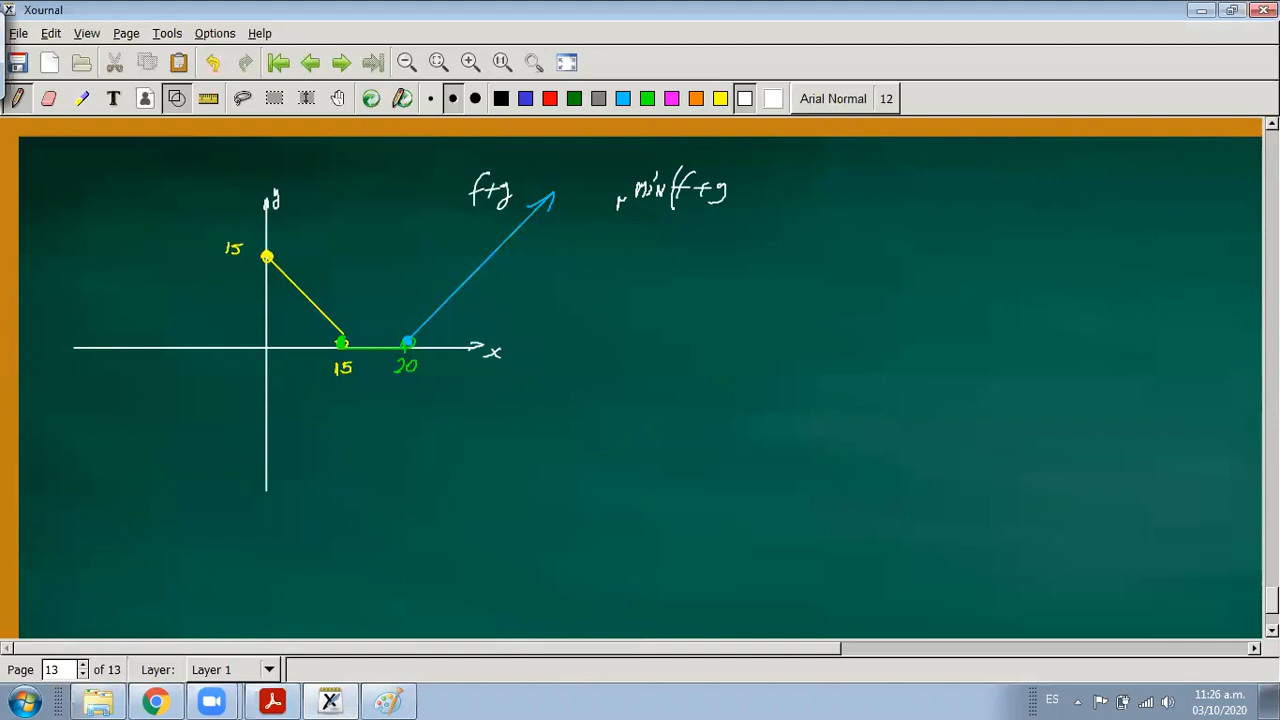 Xournal
File Edit View Page Tools Options Help
Arial Normal 12
y
f+g
min(f+g
15
15
20
x
Page 13 of 13 Layer: Layer 1
ES 11:26 a.m.
03/10/2020